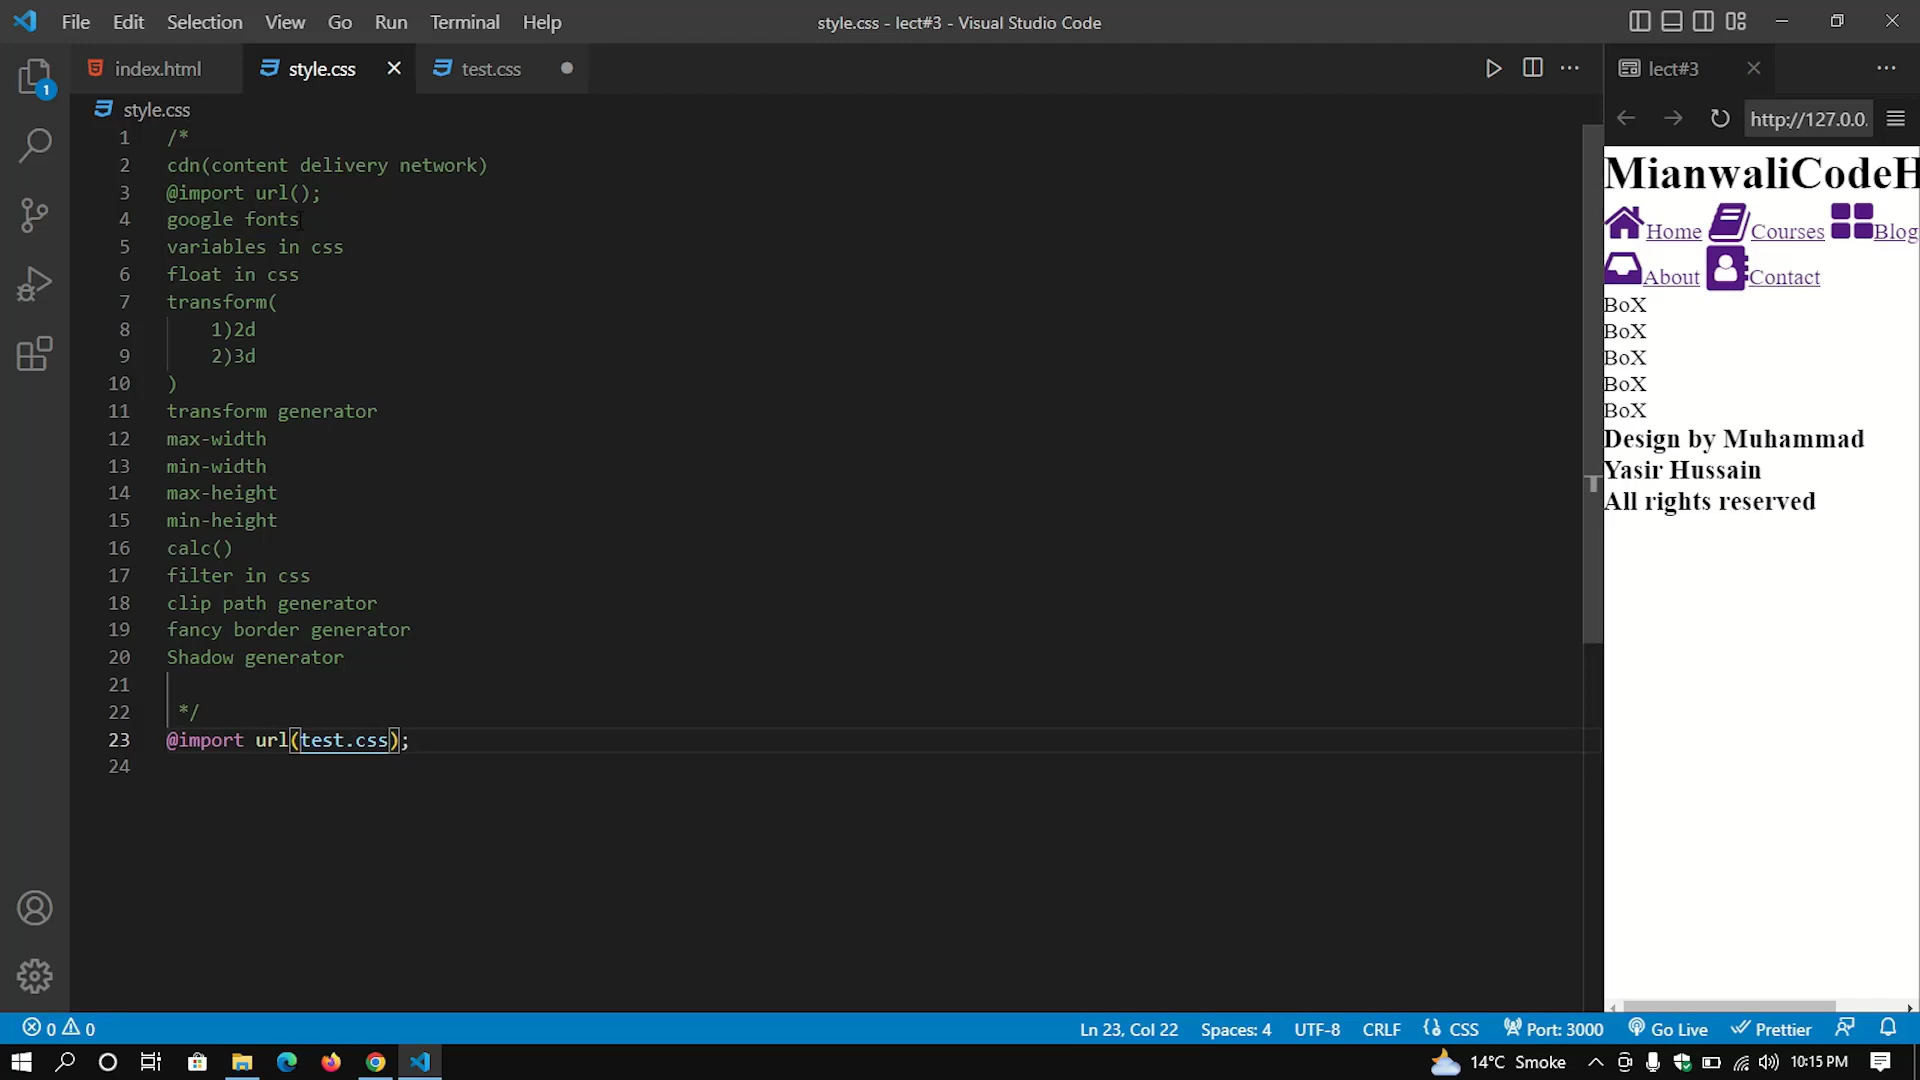 File Edit Selection View Go Run Terminal Help
style.css - lect#3 - Visual Studio Code
index.html
style.css
test.css
lect#3
1
style.css
http://127.0.0.
1 /*
2 cdn(content delivery network)
3 @import url();
4 google fonts
5 variables in css
6 float in css
7 transform(
8 1)2d
9 2)3d
10 )
11 transform generator
12 max-width
13 min-width
14 max-height
15 min-height
16 calc()
17 filter in css
18 clip path generator
19 fancy border generator
20 Shadow generator
21
22 */
23 @import url(test.css);
24
MianwaliCodeH
Home Courses Blog
About Contact
BoX
BoX
BoX
BoX
BoX
Design by Muhammad
Yasir Hussain
All rights reserved
0 0
Ln 23, Col 22 Spaces: 4 UTF-8 CRLF CSS Port: 3000 Go Live Prettier
14°C Smoke 10:15 PM